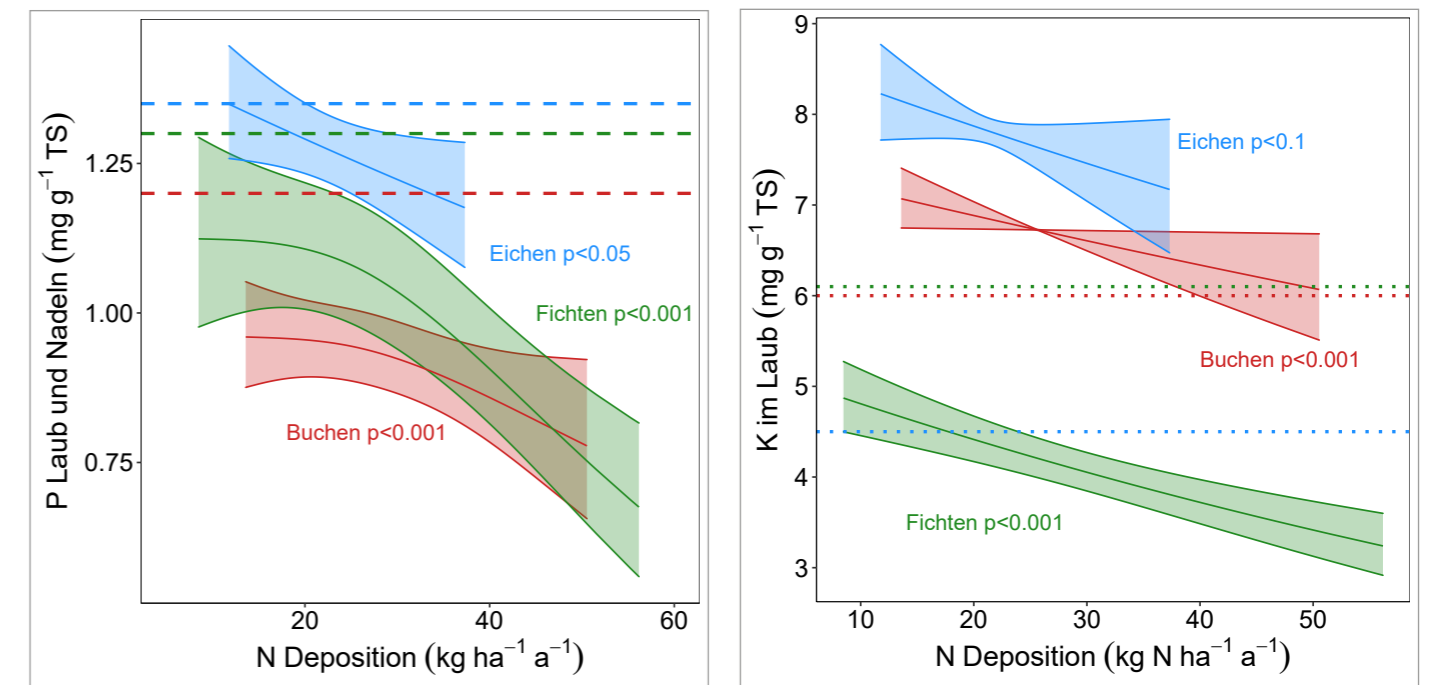 P Laub und Nadeln (mg g⁻¹ TS)
1.25
1.00
0.75
Eichen p<0.05
Fichten p<0.001
Buchen p<0.001
20 40 60
N Deposition (kg ha⁻¹ a⁻¹)
K im Laub (mg g⁻¹ TS)
9
8
7
6
5
4
3
Eichen p<0.1
Buchen p<0.001
Fichten p<0.001
10 20 30 40 50
N Deposition (kg N ha⁻¹ a⁻¹)